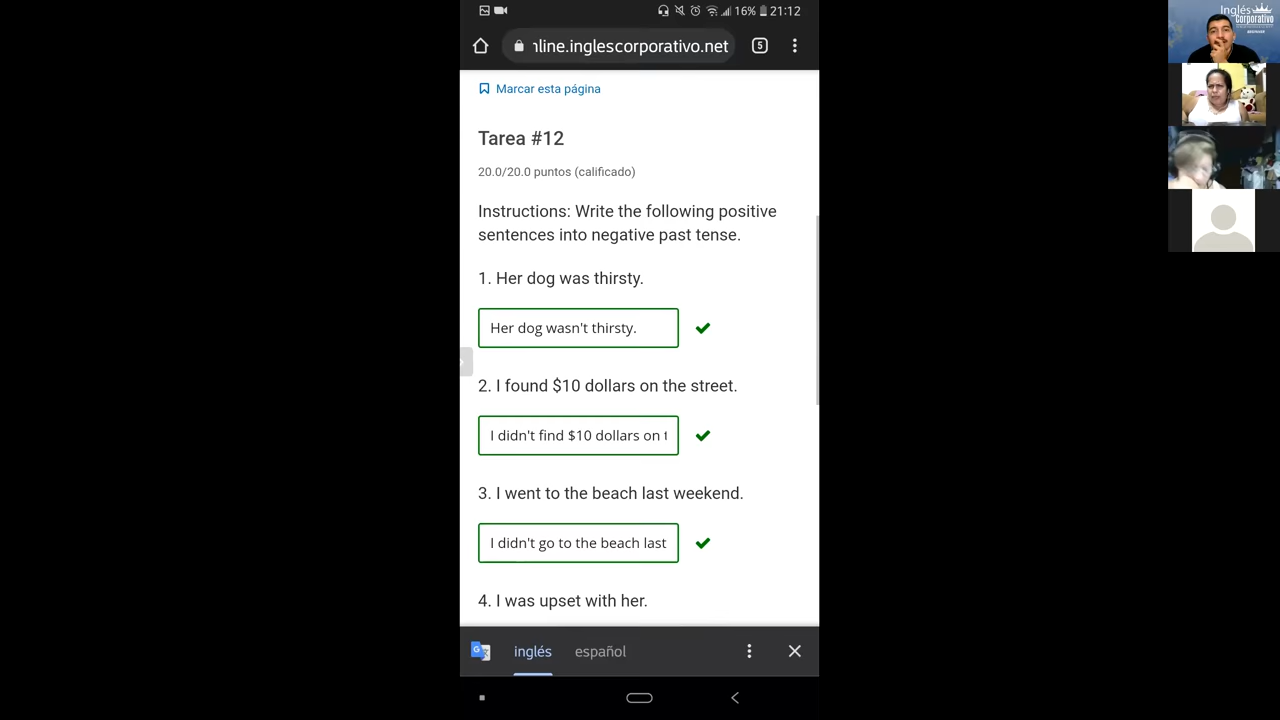 16% 21:12
nline.inglescorporativo.net 5
Marcar esta página
Tarea #12
20.0/20.0 puntos (calificado)
Instructions: Write the following positive
sentences into negative past tense.
1. Her dog was thirsty.
Her dog wasn't thirsty.
2. I found $10 dollars on the street.
I didn't find $10 dollars on t
3. I went to the beach last weekend.
I didn't go to the beach last
4. I was upset with her.
inglés español
Inglés
Corporativo